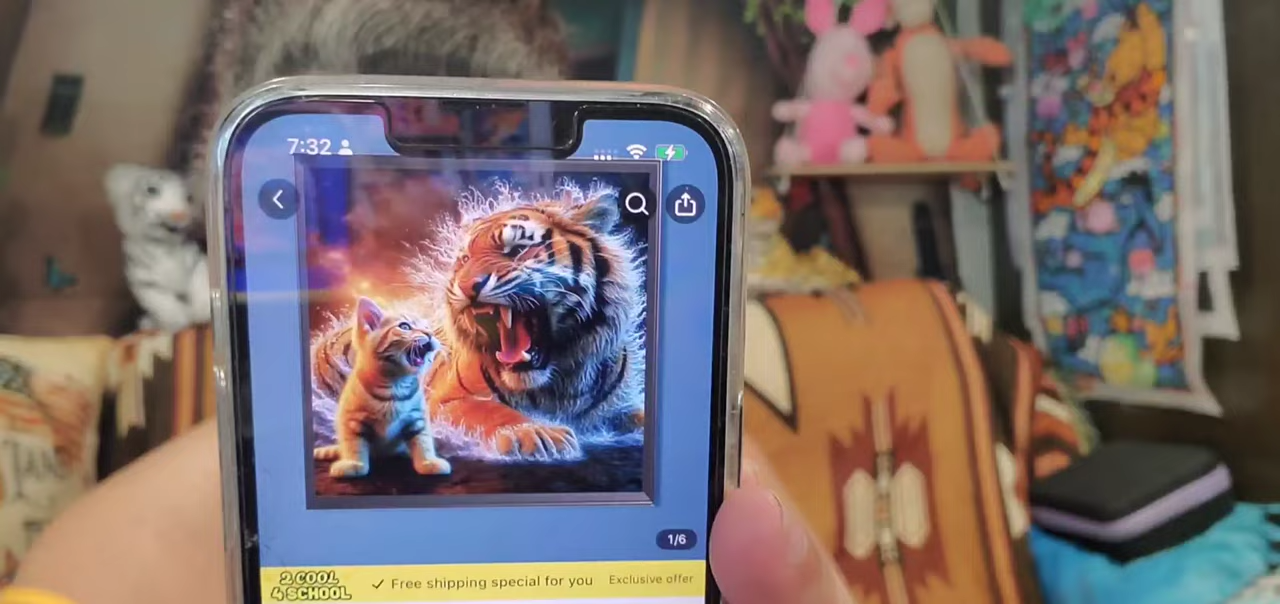 7:32
1/6
2 COOL
4 SCHOOL
✓ Free shipping special for you Exclusive offer